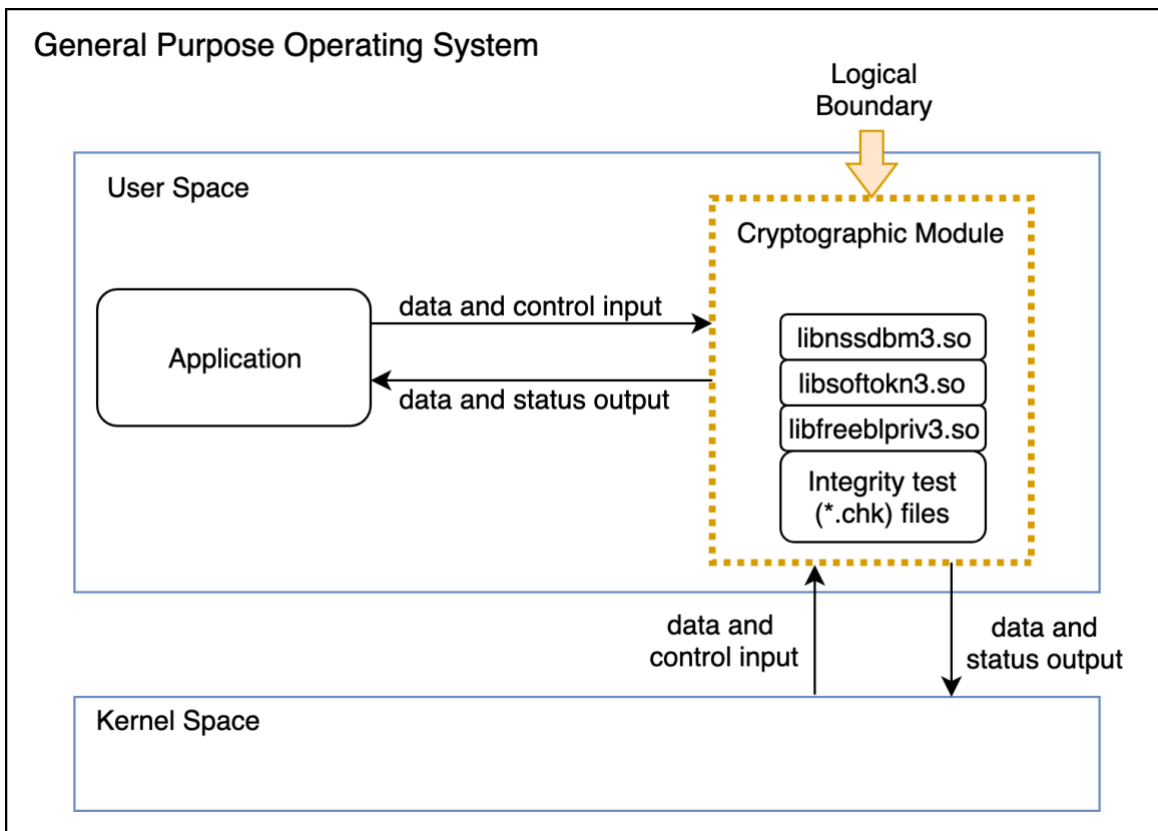 General Purpose Operating System
Logical
Boundary
User Space
Cryptographic Module
data and control input
Application
data and status output
libnssdbm3.so
libsoftokn3.so
libfreeblpriv3.so
Integrity test
(*.chk) files
data and
control input
data and
status output
Kernel Space